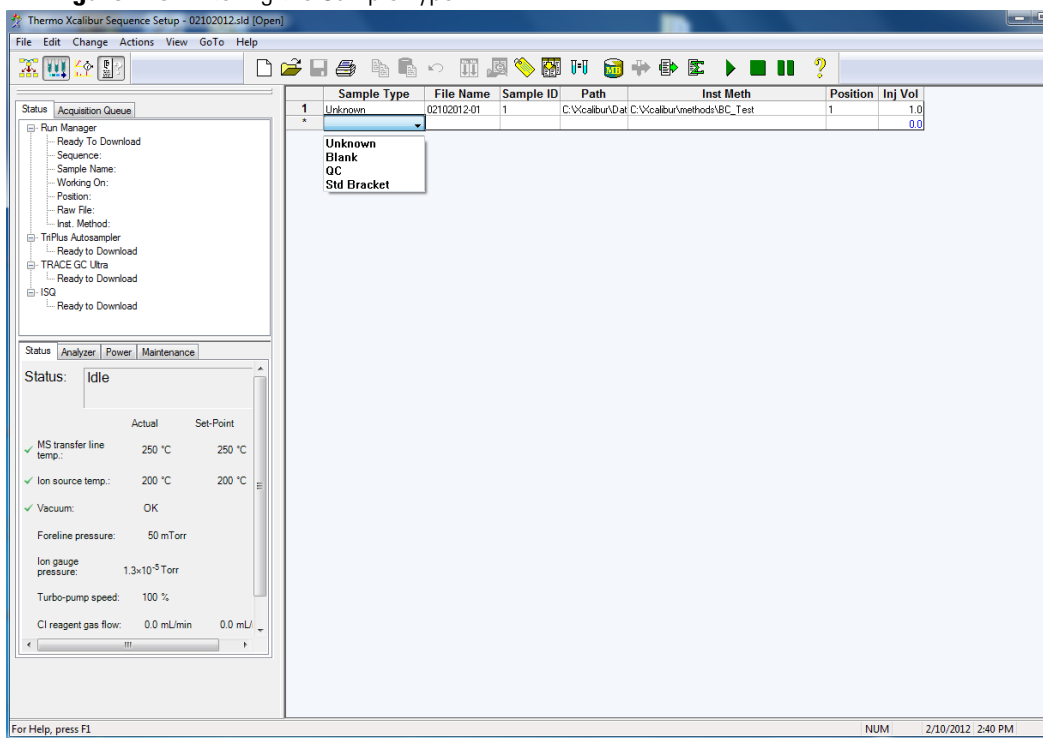 Thermo Xcalibur Sequence Setup - 02102012.sld [Open]
File Edit Change Actions View GoTo Help
Sample Type File Name Sample ID Path Inst Meth Position Inj Vol
1 Unknown 02102012-01 1 C:\Xcalibur\Dat C:\Xcalibur\methods\BC_Test 1 1.0
* 0.0
Unknown
Blank
QC
Std Bracket
Status Acquisition Queue
Run Manager
Ready To Download
Sequence:
Sample Name:
Working On:
Position:
Raw File:
Inst. Method:
TriPlus Autosampler
Ready to Download
TRACE GC Ultra
Ready to Download
ISQ
Ready to Download
Status Analyzer Power Maintenance
Status: Idle
Actual Set-Point
MS transfer line temp.: 250 °C 250 °C
Ion source temp.: 200 °C 200 °C
Vacuum: OK
Foreline pressure: 50 mTorr
Ion gauge pressure: 1.3×10⁻⁵ Torr
Turbo-pump speed: 100 %
CI reagent gas flow: 0.0 mL/min 0.0 mL/
For Help, press F1 NUM 2/10/2012 2:40 PM